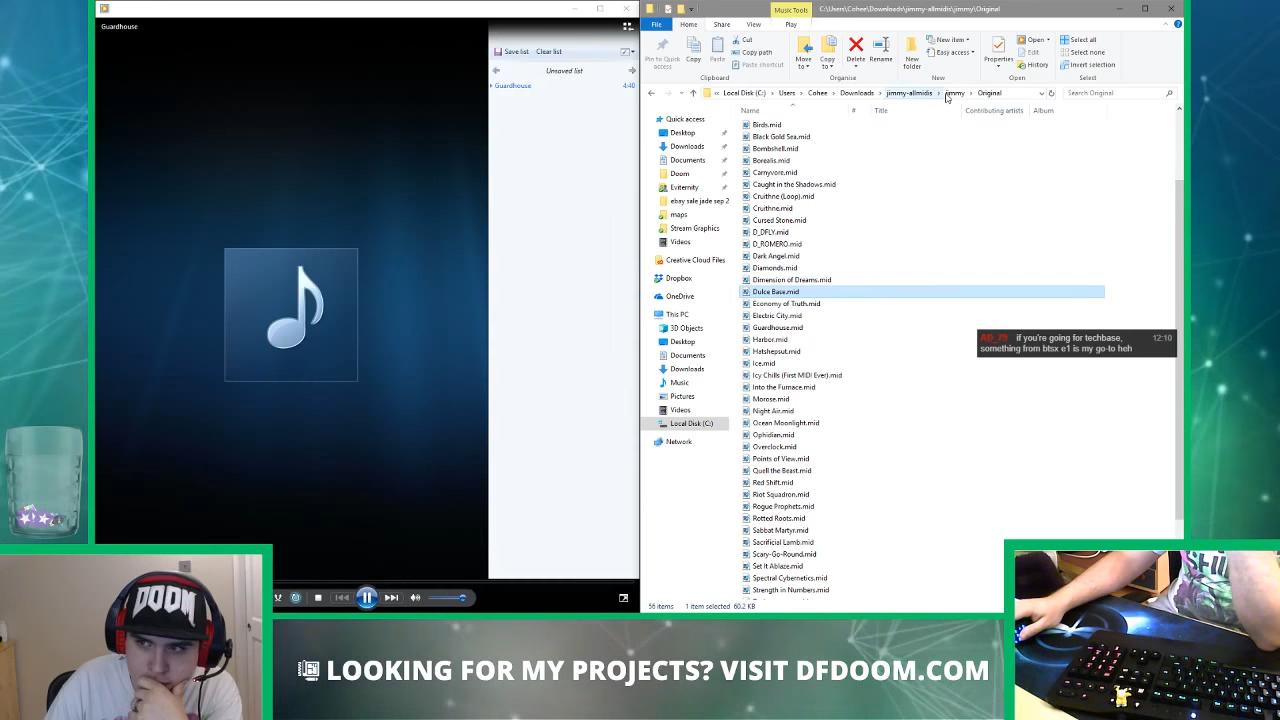 Guardhouse
Save list
Clear list
Unsaved list
Guardhouse
4:40
Music Tools
C:\Users\Cohee\Downloads\jimmy-allmidis\jimmy\Original
File
Home
Share
View
Play
Pin to Quick
access
Copy
Paste
Cut
Copy path
Paste shortcut
Move
to
Copy
to
Delete
Rename
New
folder
New item
Easy access
Properties
Open
Edit
History
Select all
Select none
Invert selection
Clipboard
Organise
New
Open
Select
« Local Disk (C:) › Users › Cohee › Downloads › jimmy-allmidis › jimmy › Original
Search Original
Name
#
Title
Contributing artists
Album
Quick access
Desktop
Downloads
Documents
Doom
Eviternity
ebay sale jade sep 2
maps
Stream Graphics
Videos
Creative Cloud Files
Dropbox
OneDrive
This PC
3D Objects
Desktop
Documents
Downloads
Music
Pictures
Videos
Local Disk (C:)
Network
Birds.mid
Black Gold Sea.mid
Bombshell.mid
Borealis.mid
Carnyvore.mid
Caught in the Shadows.mid
Cruithne (Loop).mid
Cruithne.mid
Cursed Stone.mid
D_DFLY.mid
D_ROMERO.mid
Dark Angel.mid
Diamonds.mid
Dimension of Dreams.mid
Dulce Base.mid
Economy of Truth.mid
Electric City.mid
Guardhouse.mid
Harbor.mid
Hatshepsut.mid
Ice.mid
Icy Chills (First MIDI Ever).mid
Into the Furnace.mid
Morose.mid
Night Air.mid
Ocean Moonlight.mid
Ophidian.mid
Overclock.mid
Points of View.mid
Quell the Beast.mid
Red Shift.mid
Riot Squadron.mid
Rogue Prophets.mid
Rotted Roots.mid
Sabbat Martyr.mid
Sacrificial Lamb.mid
Scary-Go-Round.mid
Set It Ablaze.mid
Spectral Cybernetics.mid
Strength in Numbers.mid
AD_79 if you're going for techbase, 12:10
something from btsx e1 is my go-to heh
56 items
1 item selected 60.2 KB
DOOM
LOOKING FOR MY PROJECTS? VISIT DFDOOM.COM